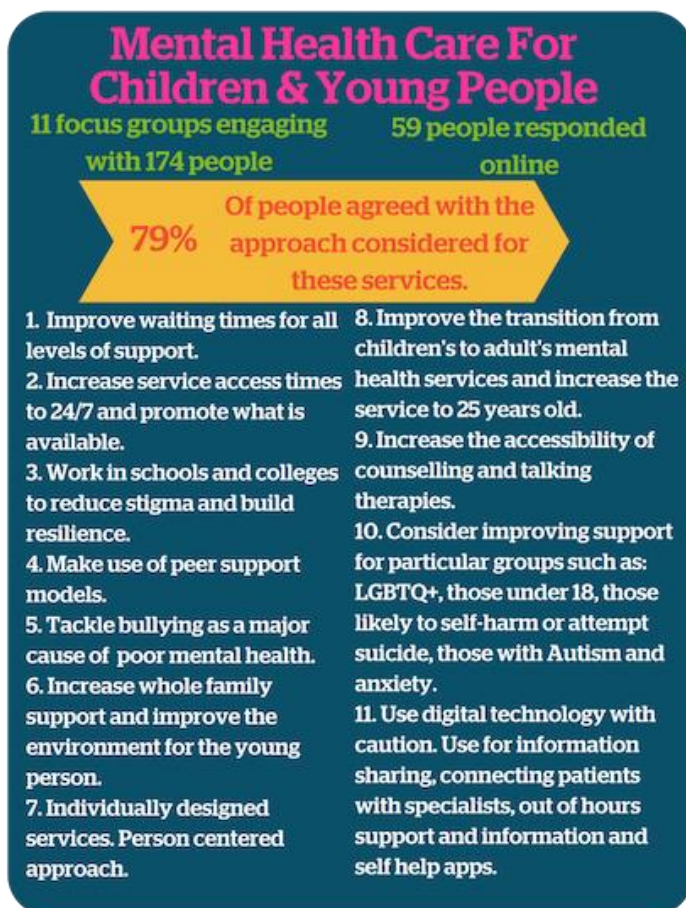 Mental Health Care For
Children & Young People
11 focus groups engaging
with 174 people
59 people responded
online
79%
Of people agreed with the
approach considered for
these services.
1. Improve waiting times for all
levels of support.
2. Increase service access times
to 24/7 and promote what is
available.
3. Work in schools and colleges
to reduce stigma and build
resilience.
4. Make use of peer support
models.
5. Tackle bullying as a major
cause of poor mental health.
6. Increase whole family
support and improve the
environment for the young
person.
7. Individually designed
services. Person centered
approach.
8. Improve the transition from
children's to adult's mental
health services and increase the
service to 25 years old.
9. Increase the accessibility of
counselling and talking
therapies.
10. Consider improving support
for particular groups such as:
LGBTQ+, those under 18, those
likely to self-harm or attempt
suicide, those with Autism and
anxiety.
11. Use digital technology with
caution. Use for information
sharing, connecting patients
with specialists, out of hours
support and information and
self help apps.